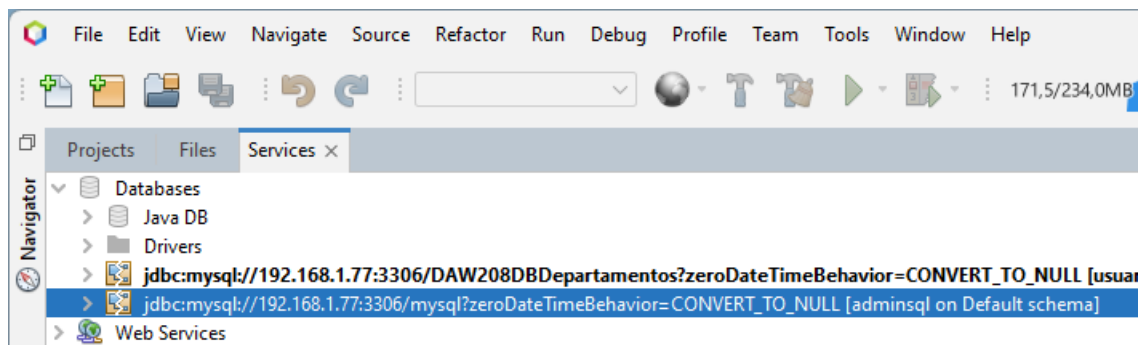 File Edit View Navigate Source Refactor Run Debug Profile Team Tools Window Help
171,5/234,0MB
Projects Files Services
Navigator
Databases
Java DB
Drivers
jdbc:mysql://192.168.1.77:3306/DAW208DBDepartamentos?zeroDateTimeBehavior=CONVERT_TO_NULL [usuar
jdbc:mysql://192.168.1.77:3306/mysql?zeroDateTimeBehavior=CONVERT_TO_NULL [adminsql on Default schema]
Web Services